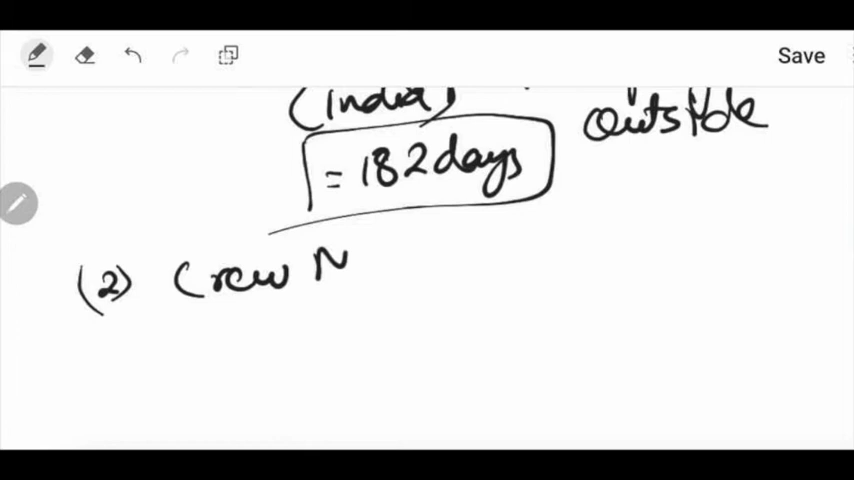 Save
(India)
outside
= 182 days
(2) Crew N